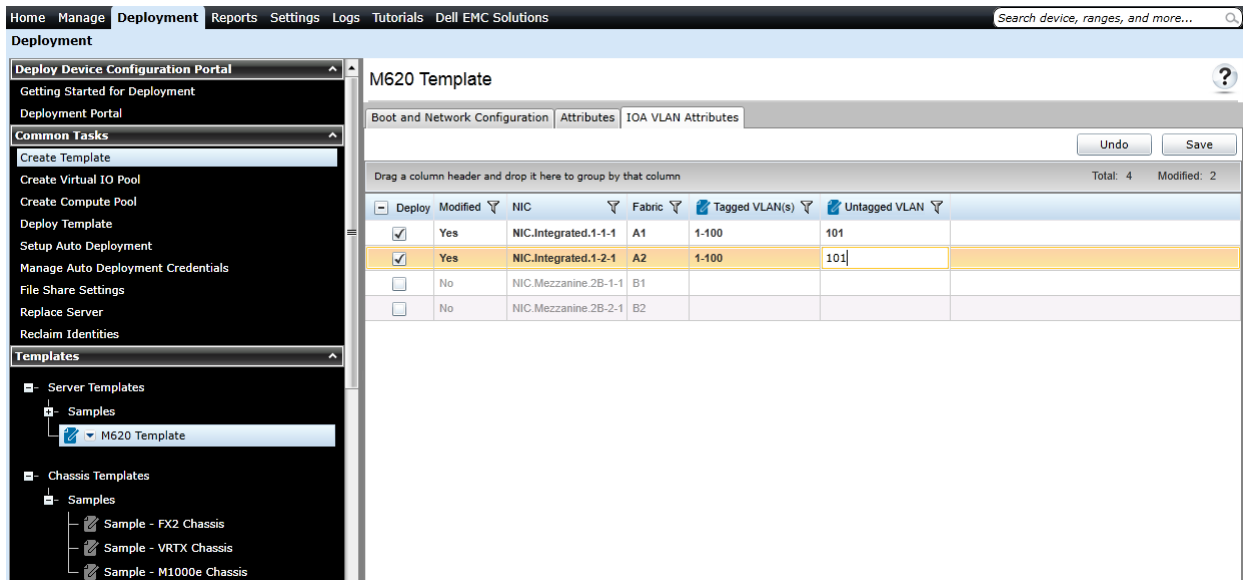 Home Manage Deployment Reports Settings Logs Tutorials Dell EMC Solutions Search device, ranges, and more...
Deployment
Deploy Device Configuration Portal
Getting Started for Deployment
Deployment Portal
Common Tasks
Create Template
Create Virtual IO Pool
Create Compute Pool
Deploy Template
Setup Auto Deployment
Manage Auto Deployment Credentials
File Share Settings
Replace Server
Reclaim Identities
Templates
Server Templates
Samples
M620 Template
Chassis Templates
Samples
Sample - FX2 Chassis
Sample - VRTX Chassis
Sample - M1000e Chassis
M620 Template ?
Boot and Network Configuration Attributes IOA VLAN Attributes
Undo Save
Drag a column header and drop it here to group by that column Total: 4 Modified: 2
Deploy Modified NIC Fabric Tagged VLAN(s) Untagged VLAN
Yes NIC.Integrated.1-1-1 A1 1-100 101
Yes NIC.Integrated.1-2-1 A2 1-100 101
No NIC.Mezzanine.2B-1-1 B1
No NIC.Mezzanine.2B-2-1 B2